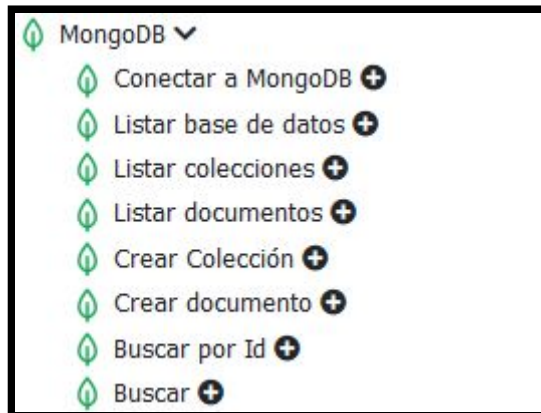 MongoDB
Conectar a MongoDB
Listar base de datos
Listar colecciones
Listar documentos
Crear Colección
Crear documento
Buscar por Id
Buscar